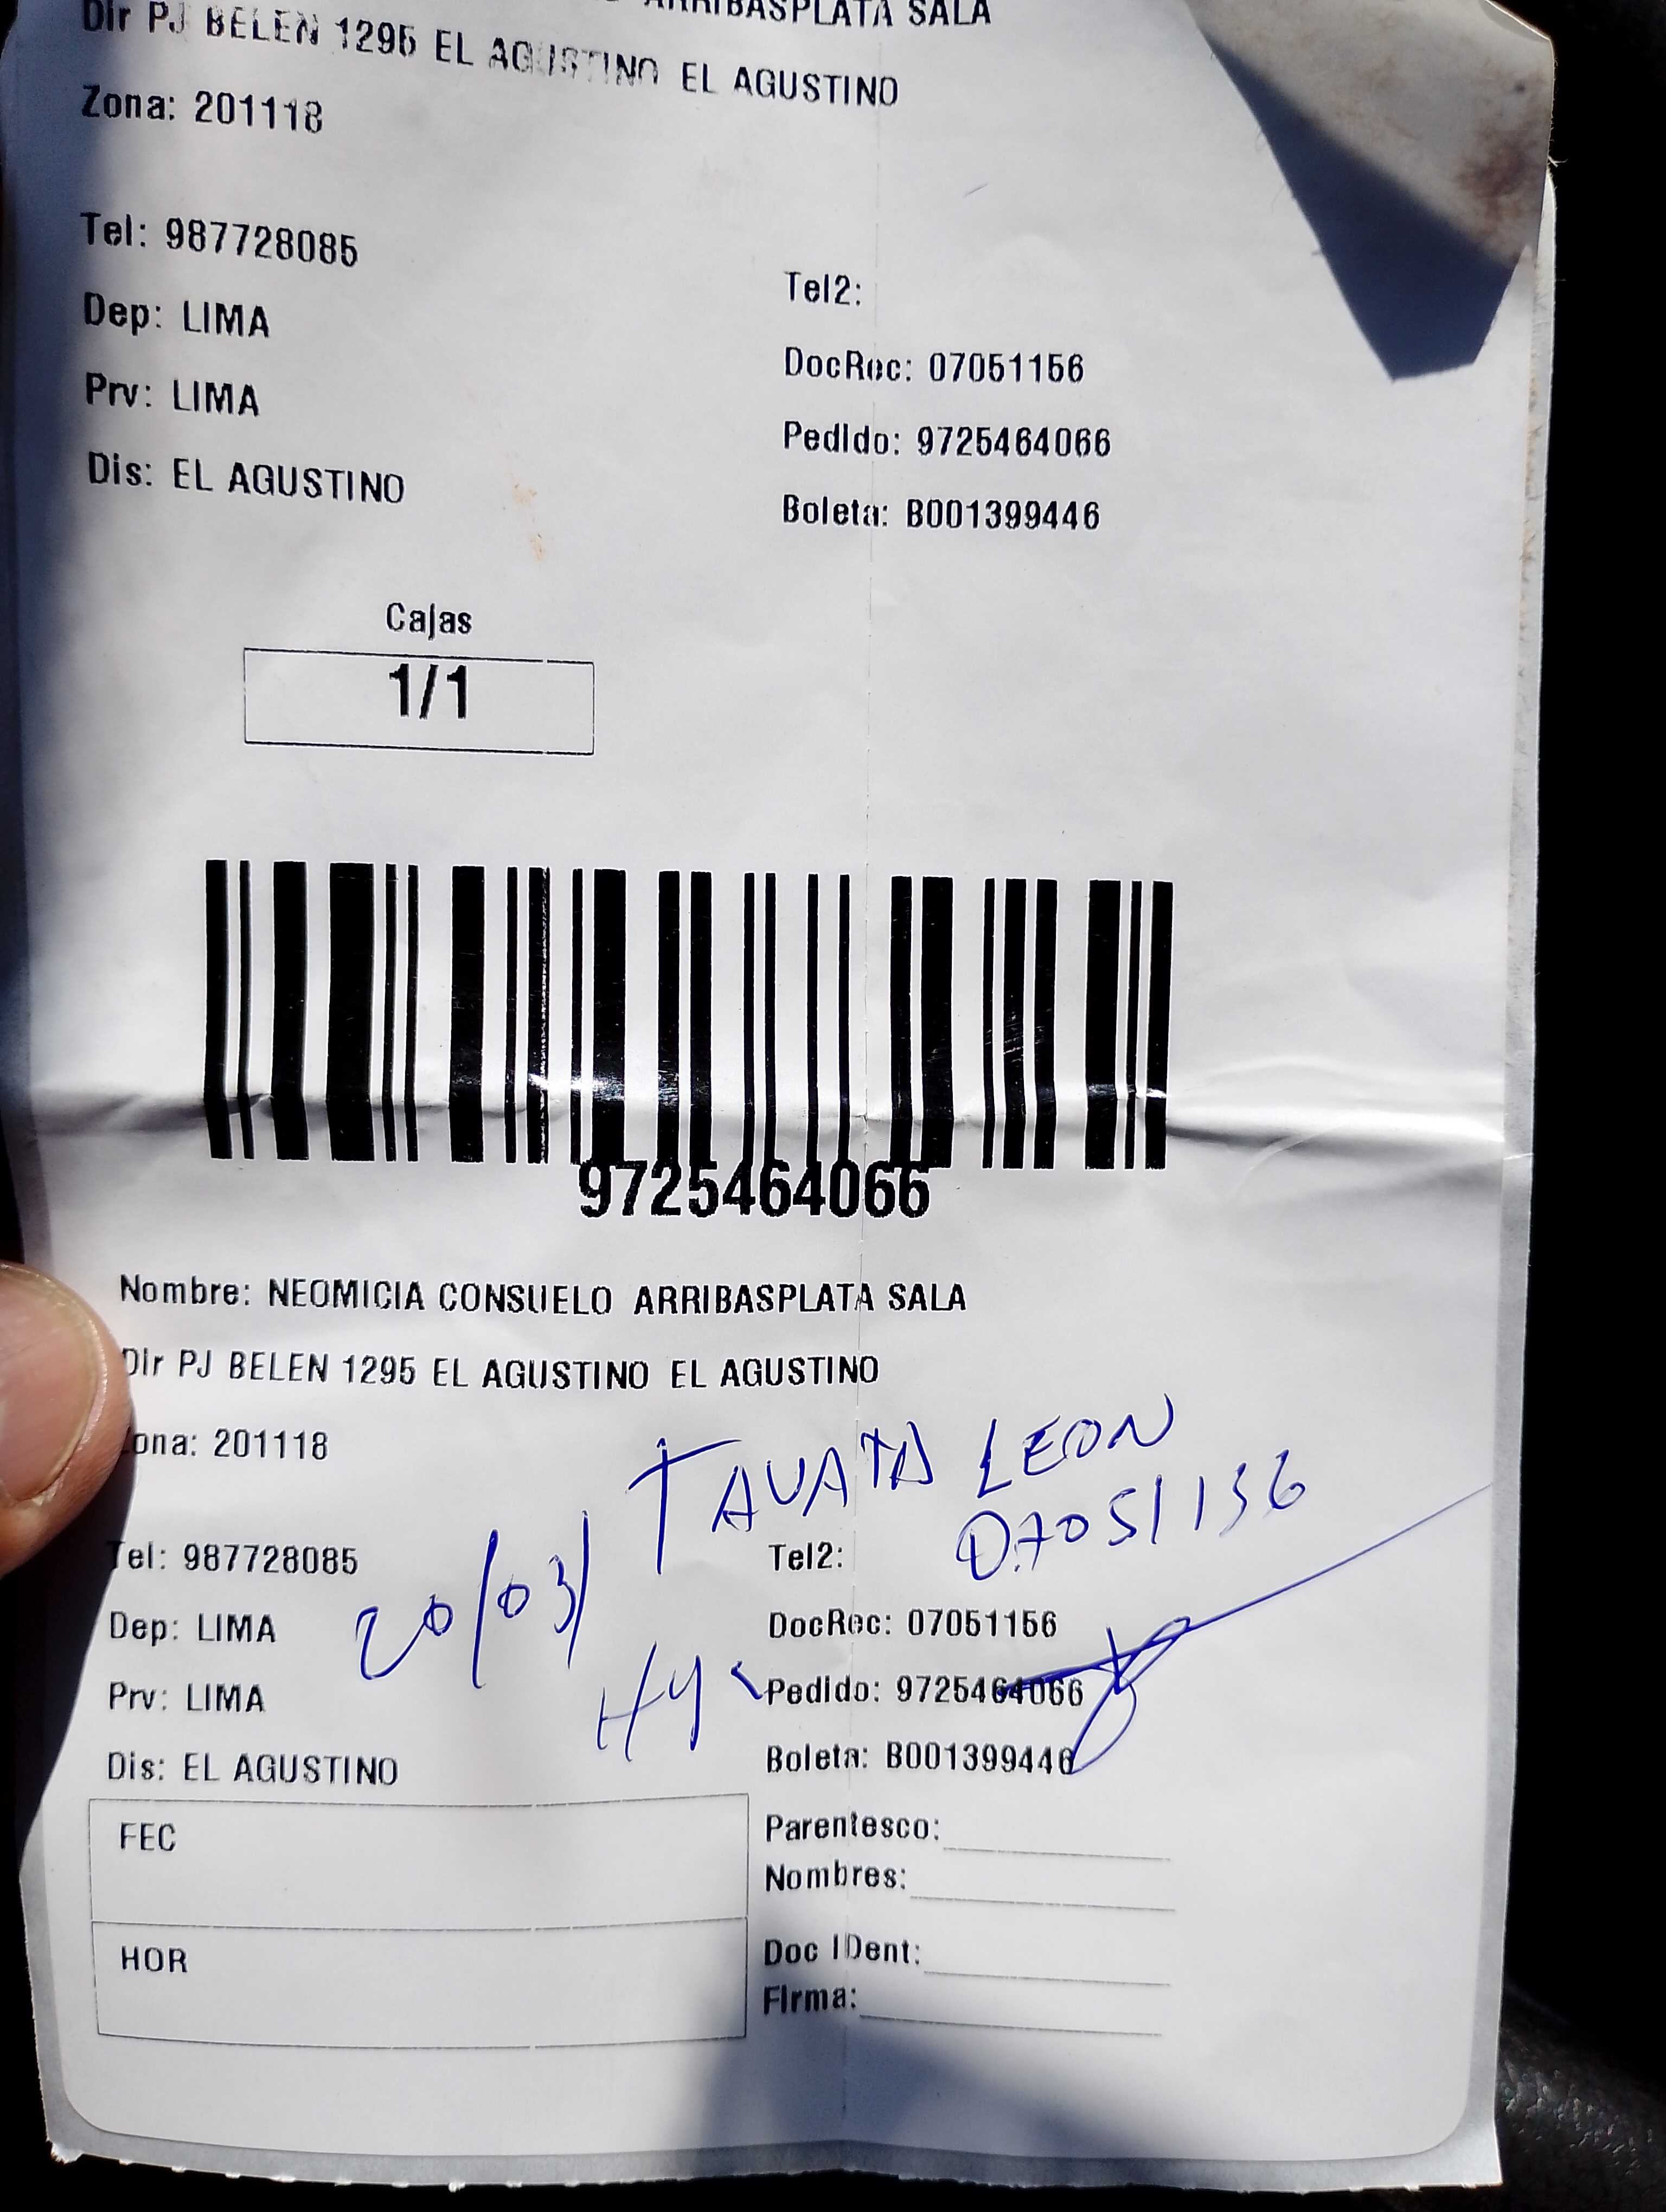 ARRIBASPLATA SALA
Dir PJ BELEN 1295 EL AGUSTINO EL AGUSTINO
Zona: 201118
Tel: 987728085
Tel2:
Dep: LIMA
DocRec: 07051156
Prv: LIMA
Pedido: 9725464066
Dis: EL AGUSTINO
Boleta: B001399446
Cajas
1/1
9725464066
Nombre: NEOMICIA CONSUELO ARRIBASPLATA SALA
Dir PJ BELEN 1295 EL AGUSTINO EL AGUSTINO
ona: 201118
TAVATA LEON
07051136
Tel: 987728085
20/03/
Tel2:
Dep: LIMA
DocRec: 07051156
Prv: LIMA
Pedido: 9725464066
Dis: EL AGUSTINO
Boleta: B001399446
FEC
Parentesco:
Nombres:
HOR
Doc IDent:
Firma: